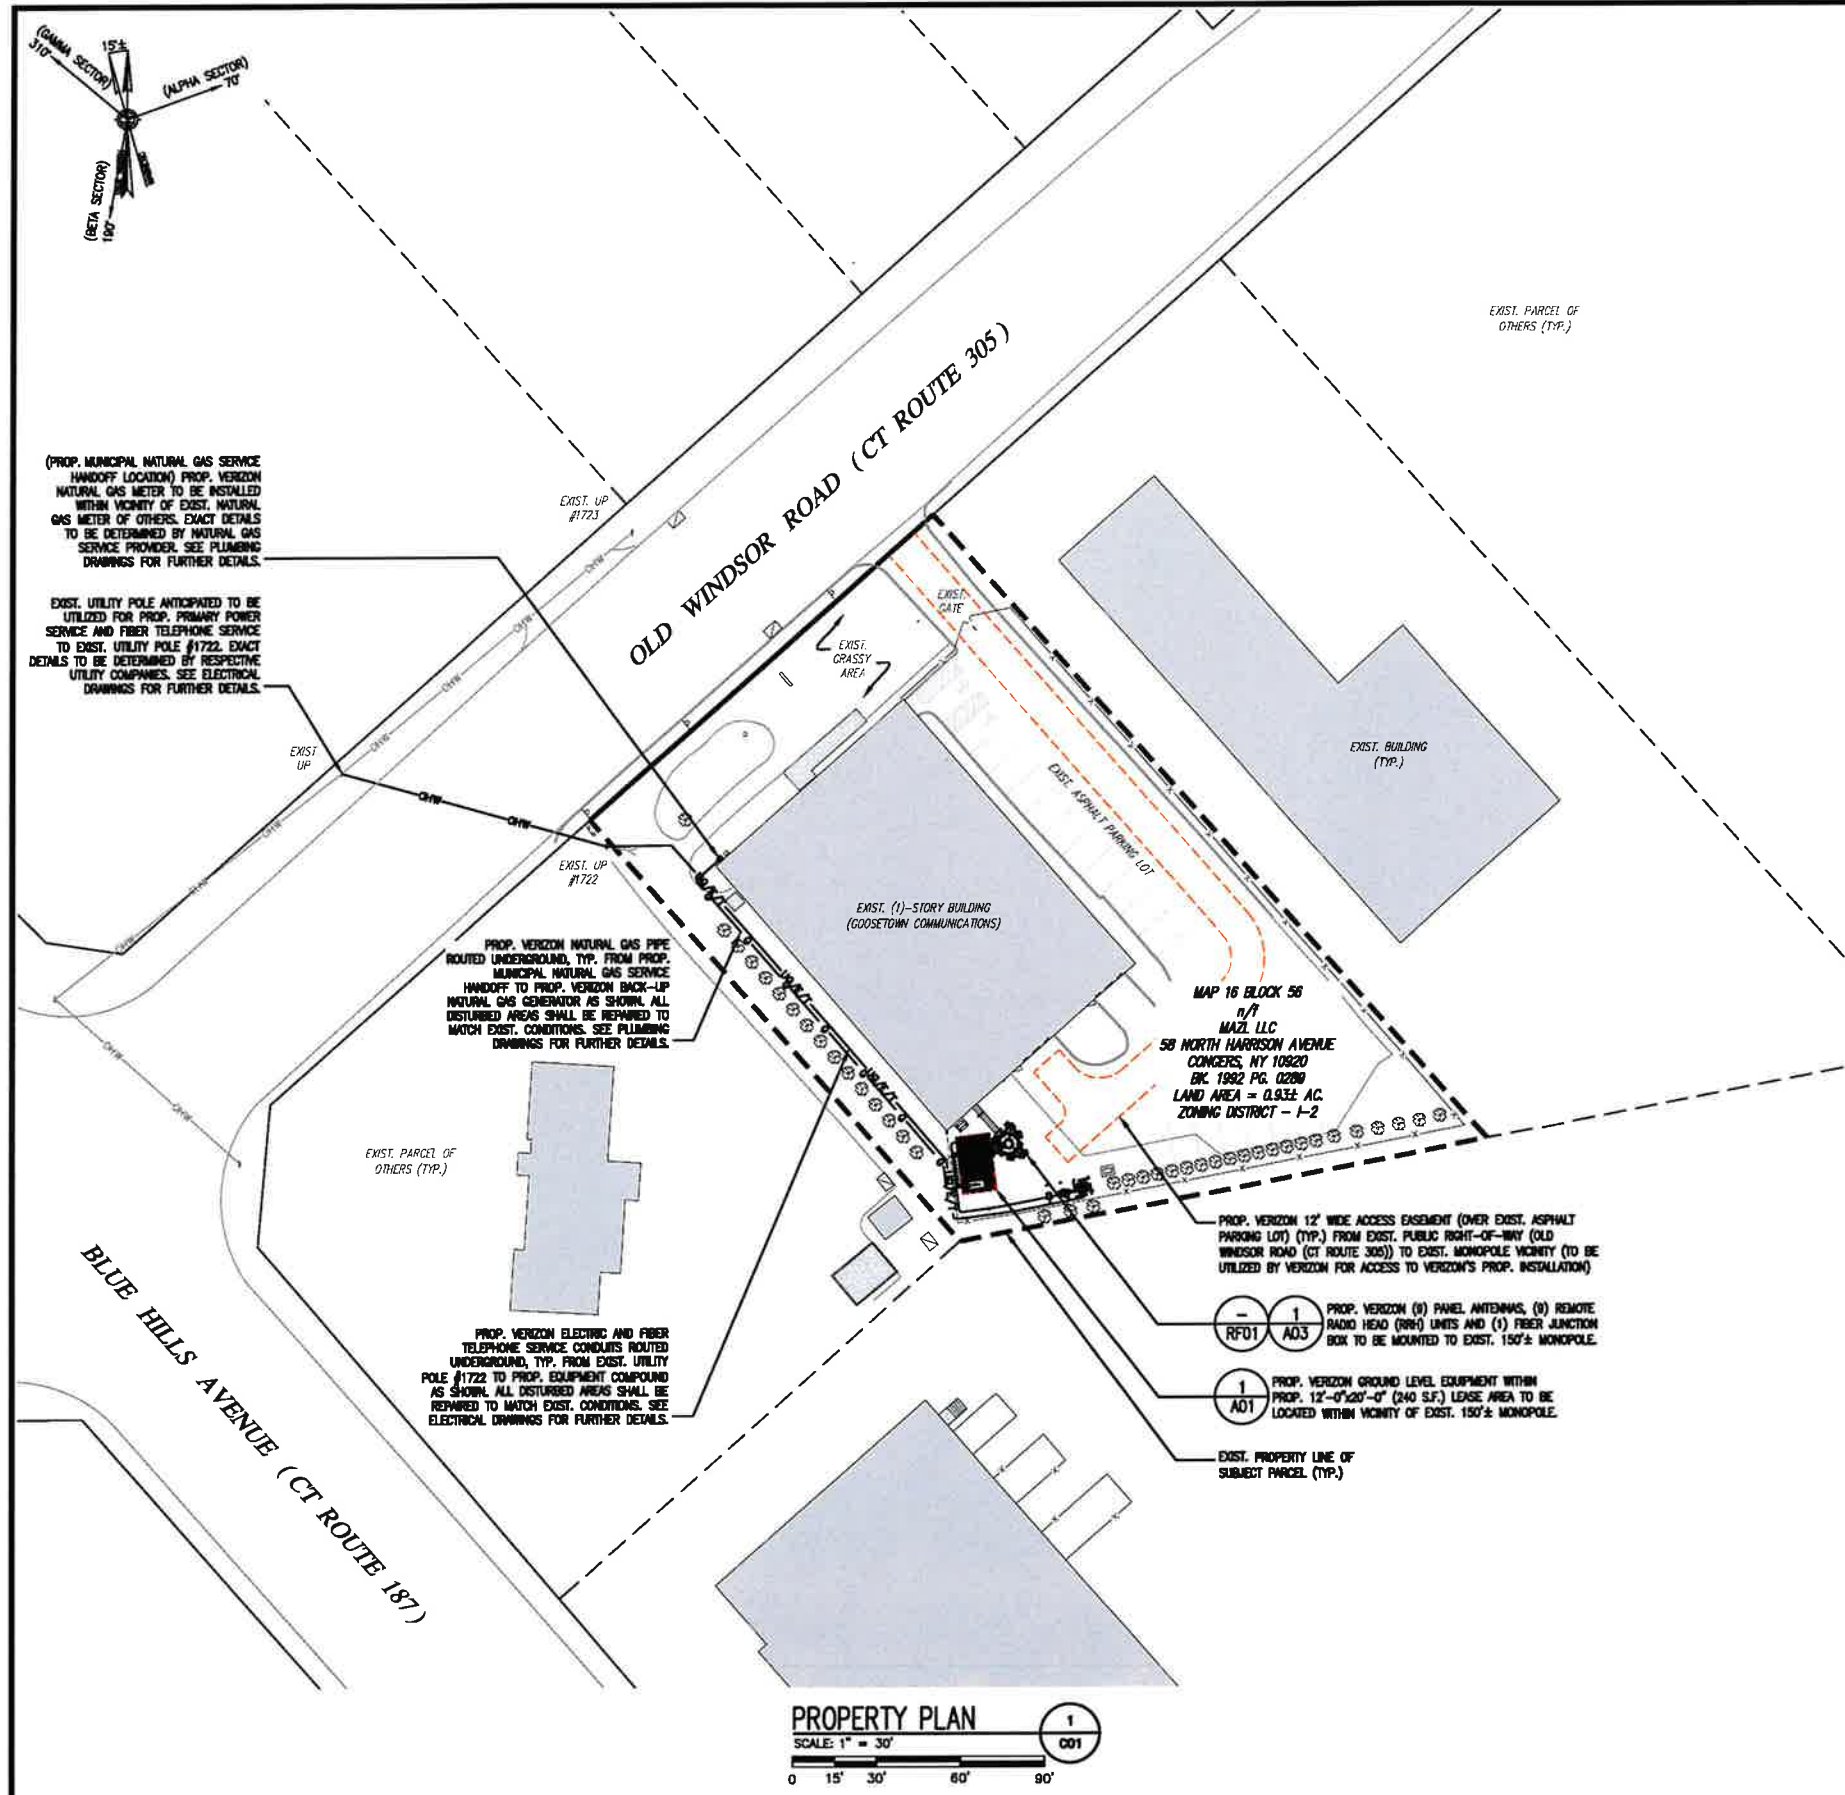 (GAMMA SECTOR)
310°
15°±
(ALPHA SECTOR)
70°
(BETA SECTOR)
190°
EXIST. PARCEL OF
OTHERS (TYP.)
OLD WINDSOR ROAD (CT ROUTE 305)
(PROP. MUNICIPAL NATURAL GAS SERVICE
HANDOFF LOCATION) PROP. VERIZON
NATURAL GAS METER TO BE INSTALLED
WITHIN VICINITY OF EXIST. NATURAL
GAS METER OF OTHERS. EXACT DETAILS
TO BE DETERMINED BY NATURAL GAS
SERVICE PROVIDER. SEE PLUMBING
DRAWINGS FOR FURTHER DETAILS.
EXIST. UP
#1723
EXIST. UTILITY POLE ANTICIPATED TO BE
UTILIZED FOR PROP. PRIMARY POWER
SERVICE AND FIBER TELEPHONE SERVICE
TO EXIST. UTILITY POLE #1722. EXACT
DETAILS TO BE DETERMINED BY RESPECTIVE
UTILITY COMPANIES. SEE ELECTRICAL
DRAWINGS FOR FURTHER DETAILS.
OHW
OHW
OHW
OHW
OHW
OHW
OHW
OHW
OHW
OHW
EXIST
UP
EXIST.
GATE
EXIST.
GRASSY
AREA
EXIST. BUILDING
(TYP.)
EXIST. ASPHALT PARKING LOT
EXIST. UP
#1722
EXIST. (1)-STORY BUILDING
(GOOSETOWN COMMUNICATIONS)
PROP. VERIZON NATURAL GAS PIPE
ROUTED UNDERGROUND, TYP. FROM PROP.
MUNICIPAL NATURAL GAS SERVICE
HANDOFF TO PROP. VERIZON BACK-UP
NATURAL GAS GENERATOR AS SHOWN. ALL
DISTURBED AREAS SHALL BE REPAIRED TO
MATCH EXIST. CONDITIONS. SEE PLUMBING
DRAWINGS FOR FURTHER DETAILS.
MAP 16 BLOCK 56
n/f
MAZL LLC
58 NORTH HARRISON AVENUE
CONGERS, NY 10920
BK. 1992 PG. 0289
LAND AREA = 0.93± AC.
ZONING DISTRICT - I-2
EXIST. PARCEL OF
OTHERS (TYP.)
PROP. VERIZON 12' WIDE ACCESS EASEMENT (OVER EXIST. ASPHALT
PARKING LOT) (TYP.) FROM EXIST. PUBLIC RIGHT-OF-WAY (OLD
WINDSOR ROAD (CT ROUTE 305)) TO EXIST. MONOPOLE VICINITY (TO BE
UTILIZED BY VERIZON FOR ACCESS TO VERIZON'S PROP. INSTALLATION)
-
RF01
1
A03
PROP. VERIZON (9) PANEL ANTENNAS, (9) REMOTE
RADIO HEAD (RRH) UNITS AND (1) FIBER JUNCTION
BOX TO BE MOUNTED TO EXIST. 150'± MONOPOLE.
1
A01
PROP. VERIZON GROUND LEVEL EQUIPMENT WITHIN
PROP. 12'-0"x20'-0" (240 S.F.) LEASE AREA TO BE
LOCATED WITHIN VICINITY OF EXIST. 150'± MONOPOLE.
EXIST. PROPERTY LINE OF
SUBJECT PARCEL (TYP.)
PROP. VERIZON ELECTRIC AND FIBER
TELEPHONE SERVICE CONDUITS ROUTED
UNDERGROUND, TYP. FROM EXIST. UTILITY
POLE #1722 TO PROP. EQUIPMENT COMPOUND
AS SHOWN. ALL DISTURBED AREAS SHALL BE
REPAIRED TO MATCH EXIST. CONDITIONS. SEE
ELECTRICAL DRAWINGS FOR FURTHER DETAILS.
BLUE HILLS AVENUE (CT ROUTE 187)
PROPERTY PLAN
1
C01
SCALE: 1" = 30'
0 15' 30' 60' 90'